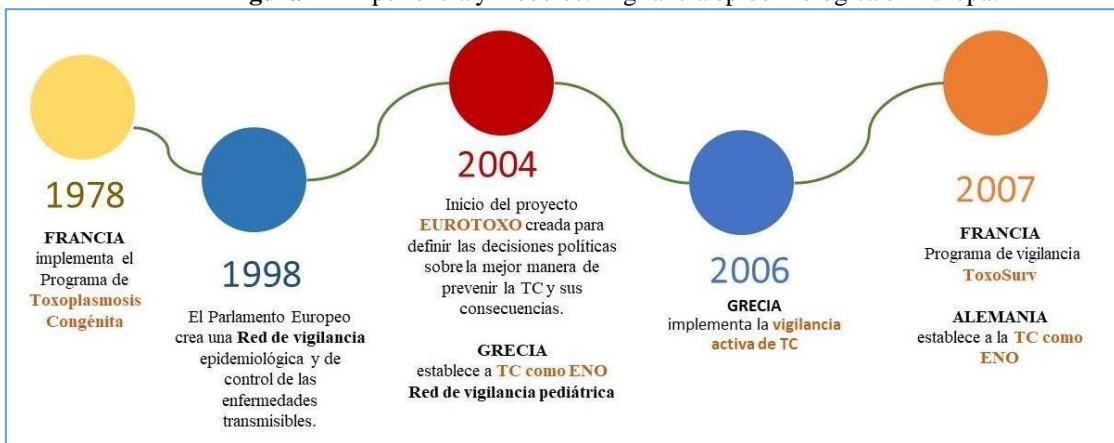 1978
FRANCIA
implementa el
Programa de
Toxoplasmosis
Congénita
1998
El Parlamento Europeo
crea una Red de vigilancia
epidemiológica y de
control de las
enfermedades
transmisibles.
2004
Inicio del proyecto
EUROTOXO creada para
definir las decisiones políticas
sobre la mejor manera de
prevenir la TC y sus
consecuencias.
GRECIA
establece a TC como ENO
Red de vigilancia pediátrica
2006
GRECIA
implementa la vigilancia
activa de TC
2007
FRANCIA
Programa de vigilancia
ToxoSurv
ALEMANIA
establece a la TC como
ENO